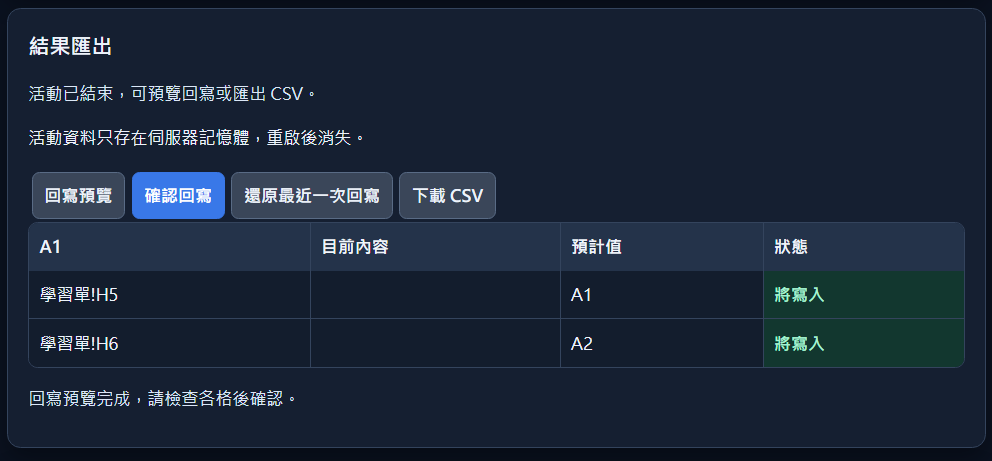 結果匯出
活動已結束，可預覽回寫或匯出 CSV。
活動資料只存在伺服器記憶體，重啟後消失。
回寫預覽 確認回寫 還原最近一次回寫 下載 CSV
A1 目前內容 預計值 狀態
學習單!H5 A1 將寫入
學習單!H6 A2 將寫入
回寫預覽完成，請檢查各格後確認。